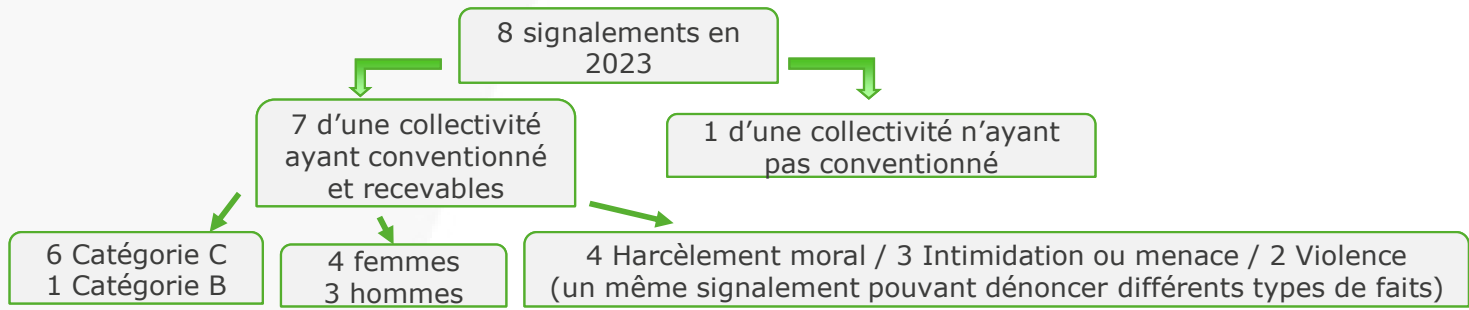 8 signalements en
2023
7 d’une collectivité
ayant conventionné
et recevables
1 d’une collectivité n’ayant
pas conventionné
6 Catégorie C
1 Catégorie B
4 femmes
3 hommes
4 Harcèlement moral / 3 Intimidation ou menace / 2 Violence
(un même signalement pouvant dénoncer différents types de faits)